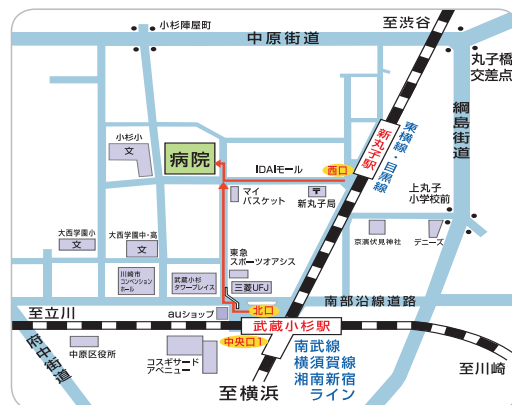 至渋谷
小杉陣屋町
中原街道
丸子橋
交差点
綱島街道
東横線・目黒線
新丸子駅
小杉小
文
病院
IDAIモール
西口
マイ
バスケット
〒
新丸子局
上丸子
小学校前
大西学園小
文
大西学園中・高
文
東急
スポーツオアシス
京濱伏見神社
デニーズ
川崎市
コンベンション
ホール
武蔵小杉
タワープレイス
三菱UFJ
南部沿線道路
至立川
auショップ
北口
武蔵小杉駅
中央口1
府中街道
中原区役所
コスギサード
アベニュー
南武線
横須賀線
湘南新宿
ライン
至川崎
至横浜